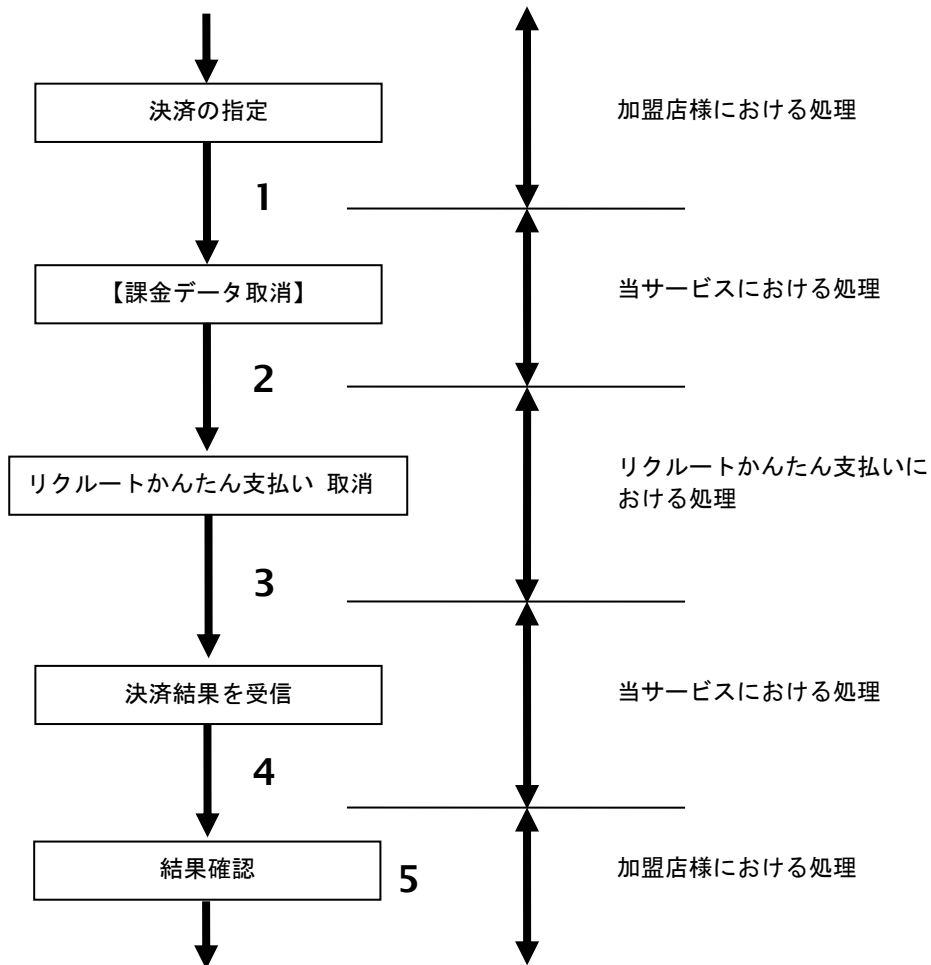 決済の指定
加盟店様における処理
1
【課金データ取消】
当サービスにおける処理
2
リクルートかんたん支払い 取消
リクルートかんたん支払いに
おける処理
3
決済結果を受信
当サービスにおける処理
4
結果確認
5
加盟店様における処理